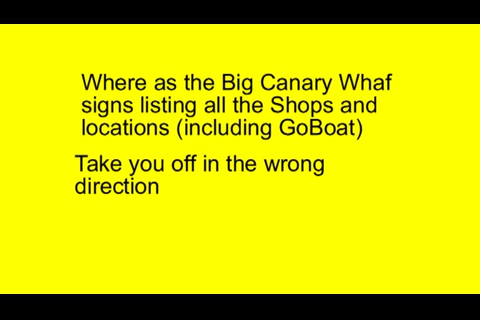 Where as the Big Canary Whaf
signs listing all the Shops and
locations (including GoBoat)
Take you off in the wrong
direction